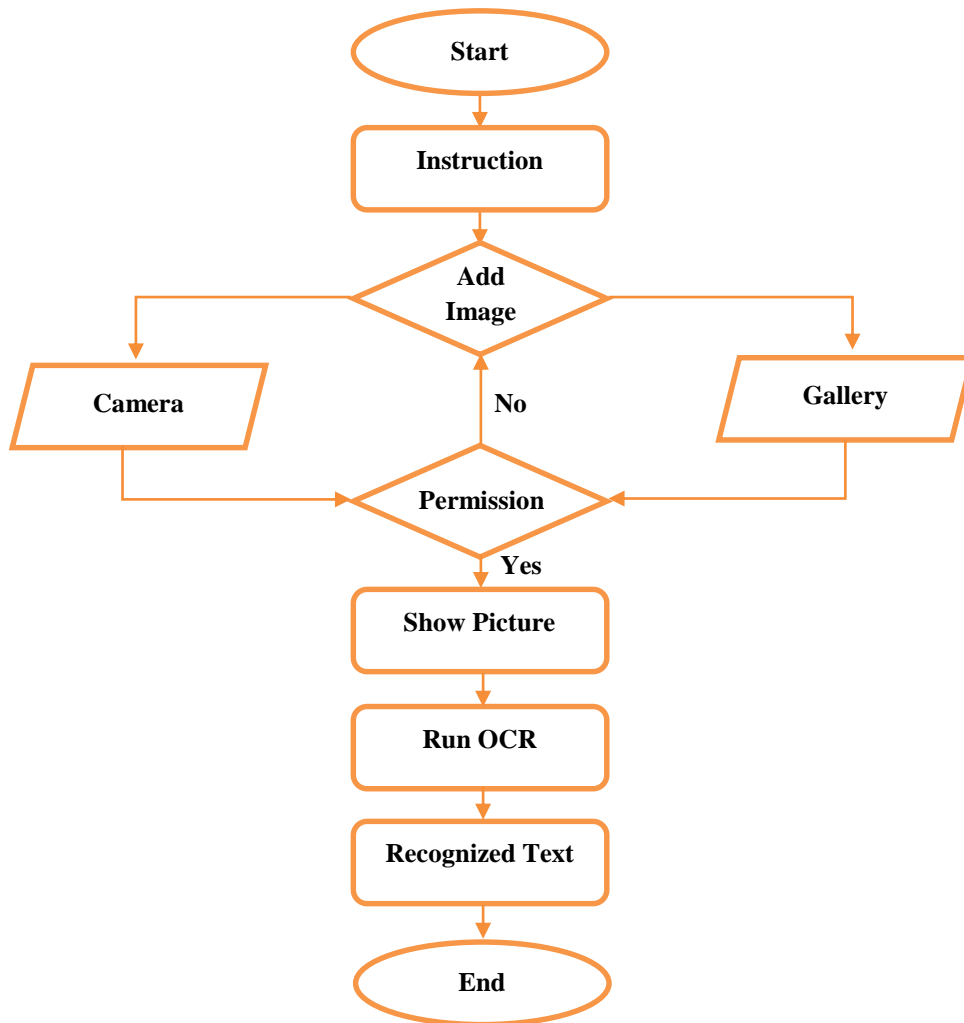 Start
Instruction
Add
Image
Camera
Gallery
No
Permission
Yes
Show Picture
Run OCR
Recognized Text
End